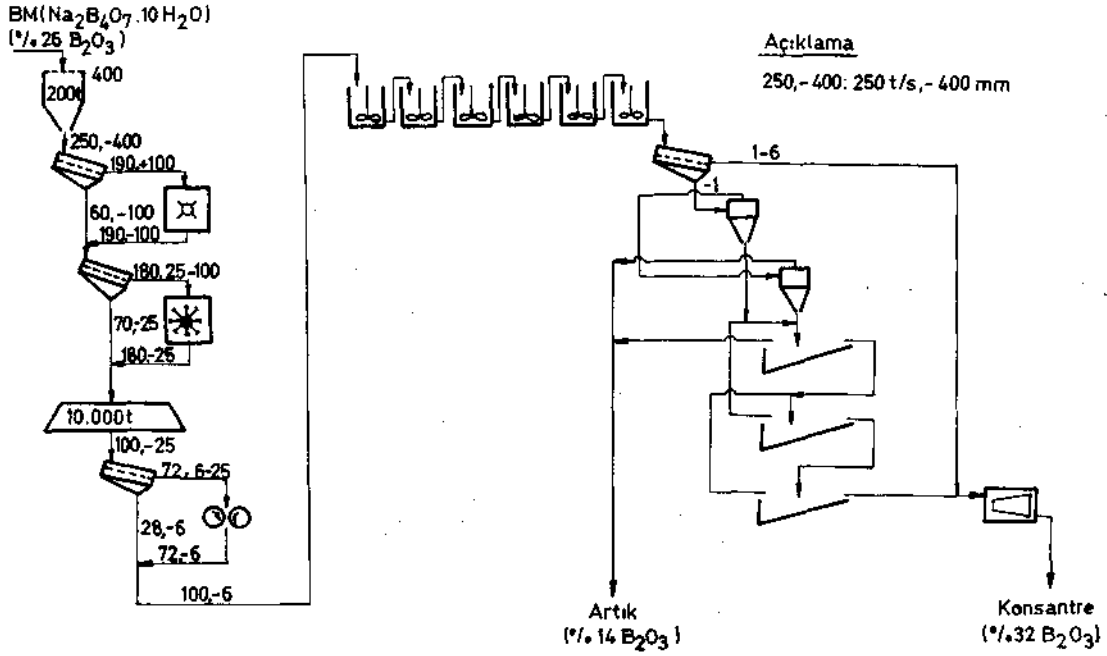 BM(Na₂B₄O₇.10H₂O)
(%26 B₂O₃)
400
200t
250,-400
190,+100
60,-100
190,-100
180,25-100
70,-25
180,-25
10.000t
100,-25
72, 6-25
28,-6
72,-6
100,-6
Açıklama
250,-400: 250 t/s,- 400 mm
1-6
-1
Artık
(%14 B₂O₃)
Konsantre
(%32 B₂O₃)